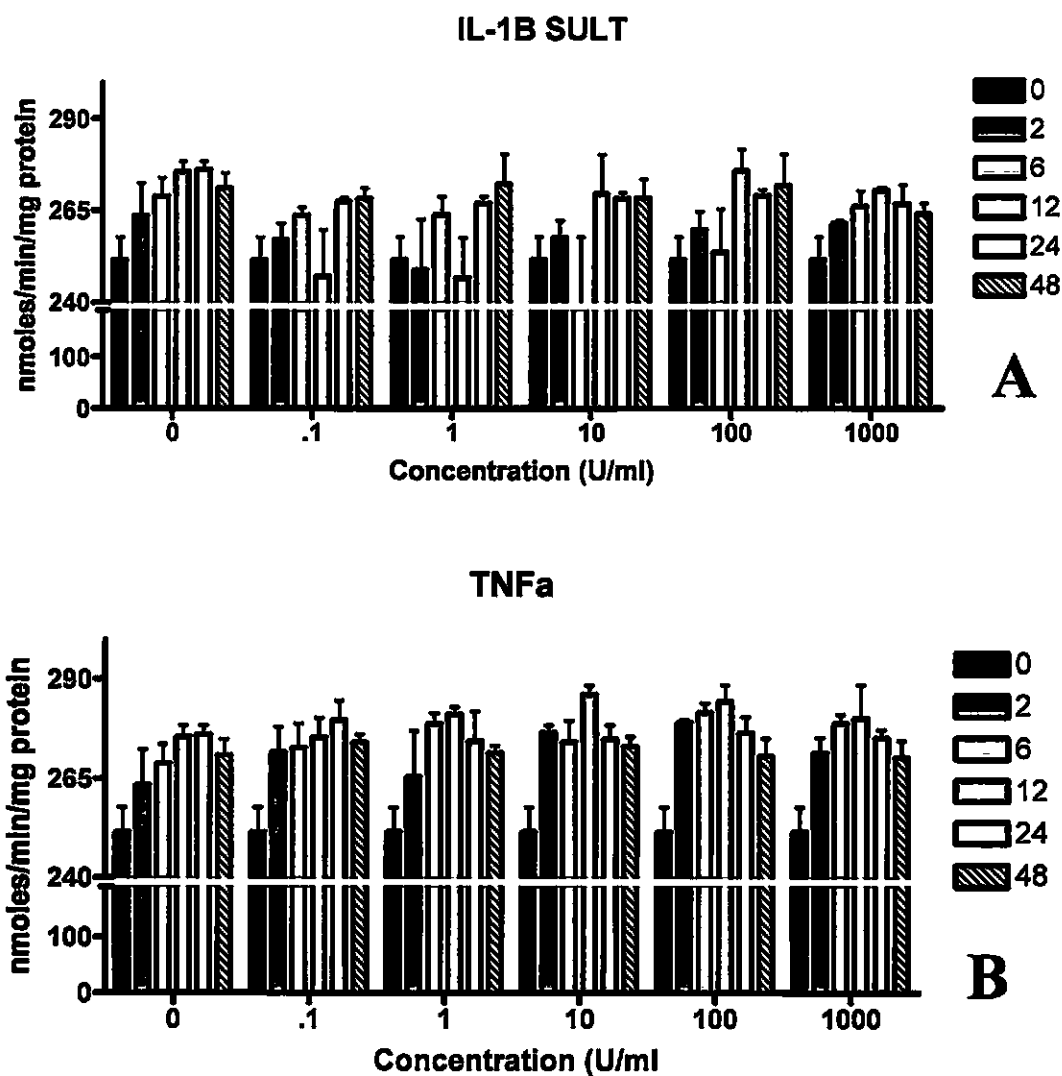 IL-1B SULT
nmoles/min/mg protein
290
265
240
100
0
0 .1 1 10 100 1000
Concentration (U/ml)
0
2
6
12
24
48
A
TNFa
nmoles/min/mg protein
290
265
240
100
0
0 .1 1 10 100 1000
Concentration (U/ml
0
2
6
12
24
48
B